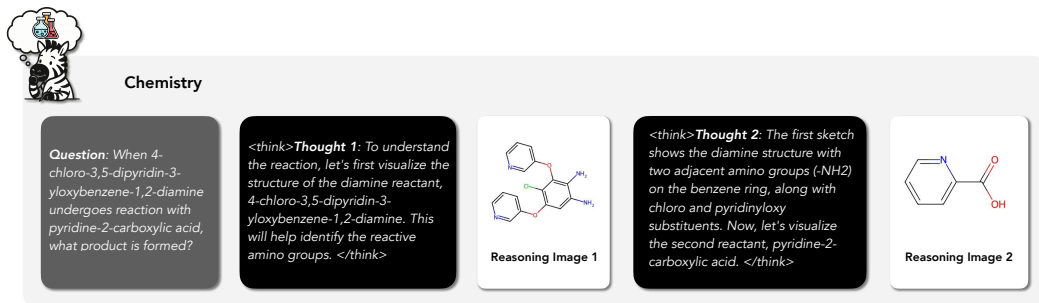 Chemistry
Question: When 4-
chloro-3,5-dipyridin-3-
yloxybenzene-1,2-diamine
undergoes reaction with
pyridine-2-carboxylic acid,
what product is formed?
<think>Thought 1: To understand
the reaction, let's first visualize the
structure of the diamine reactant,
4-chloro-3,5-dipyridin-3-
yloxybenzene-1,2-diamine. This
will help identify the reactive
amino groups. </think>
N
O
NH₂
Cl
NH₂
N
O
Reasoning Image 1
<think>Thought 2: The first sketch
shows the diamine structure with
two adjacent amino groups (-NH2)
on the benzene ring, along with
chloro and pyridinyloxy
substituents. Now, let's visualize
the second reactant, pyridine-2-
carboxylic acid. </think>
N
O
OH
Reasoning Image 2